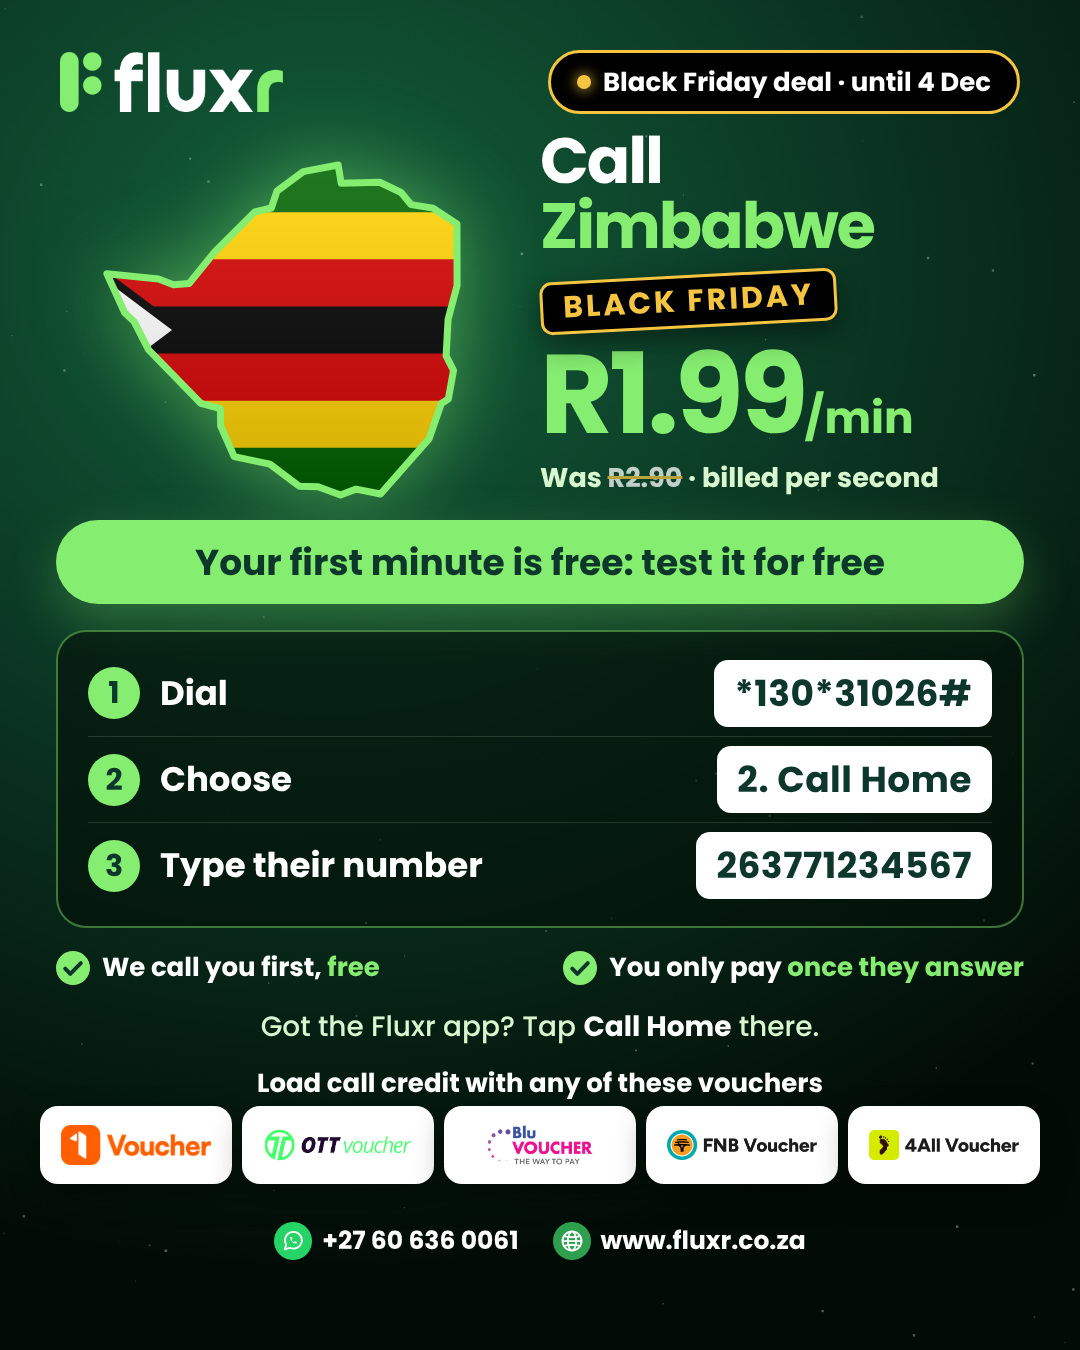 fluxr
Black Friday deal · until 4 Dec
Call
Zimbabwe
BLACK FRIDAY
R1.99/min
Was R2.90 · billed per second
Your first minute is free: test it for free
1 Dial *130*31026#
2 Choose 2. Call Home
3 Type their number 263771234567
We call you first, free
You only pay once they answer
Got the Fluxr app? Tap Call Home there.
Load call credit with any of these vouchers
1 Voucher
OTT voucher
Blu
VOUCHER
THE WAY TO PAY
FNB Voucher
4All Voucher
+27 60 636 0061
www.fluxr.co.za